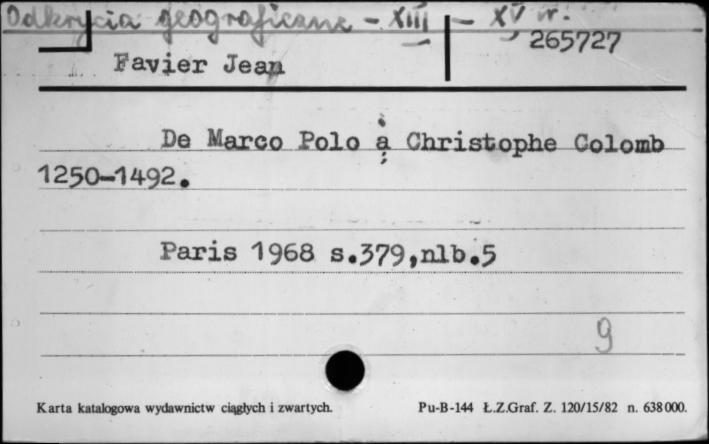 Odkrycia geograficzne - XIII - XV w.
265727
Favier Jean
De Marco Polo à Christophe Colomb
1250-1492.
Paris 1968 s.379,nlb.5
9
Karta katalogowa wydawnictw ciągłych i zwartych. Pu-B-144 Ł.Z.Graf. Z. 120/15/82 n. 638000.